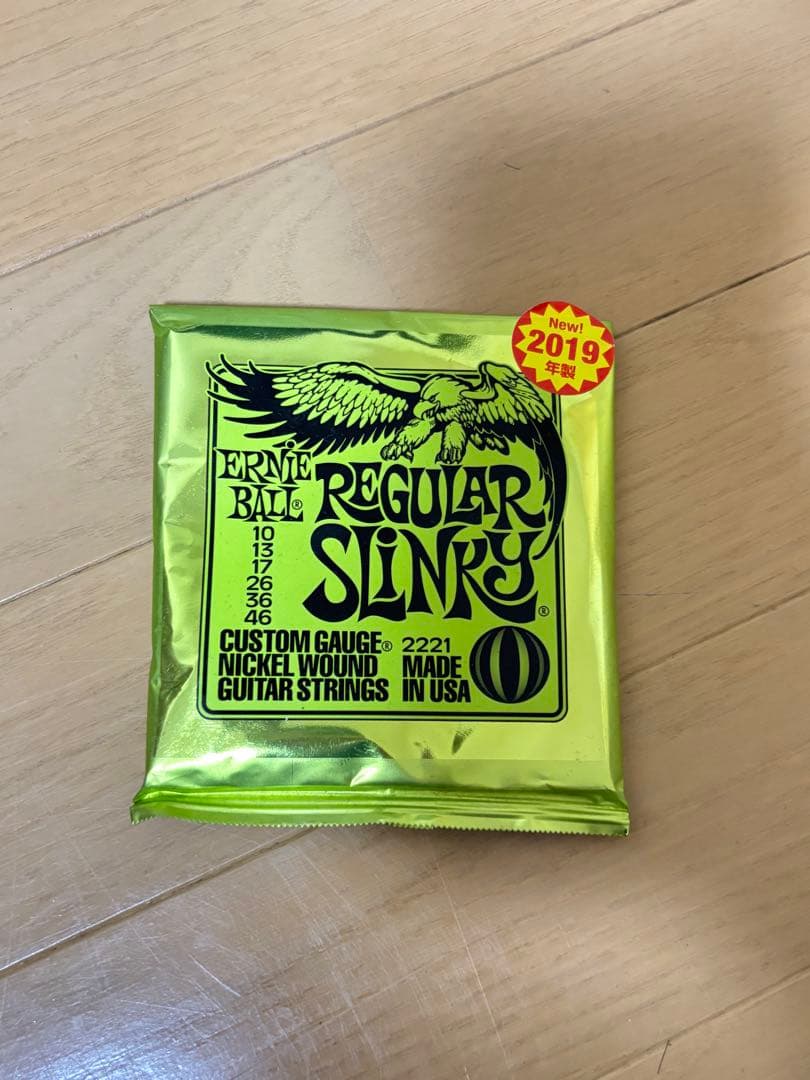 New!
2019
年製
ERNIE
BALL®
REGULAR
SLINKY®
10
13
17
26
36
46
CUSTOM GAUGE®
NICKEL WOUND
GUITAR STRINGS
2221
MADE
IN USA